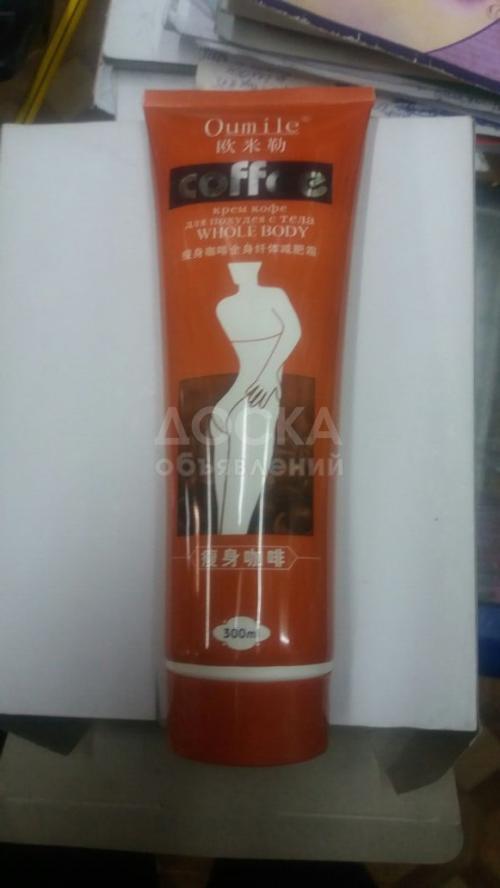 Oumile®
欧米勒
coffee
крем кофе
для похудея с тела
WHOLE BODY
瘦身咖啡全身纤体减肥霜
ДОСКА
объявлений
瘦身咖啡
300ml